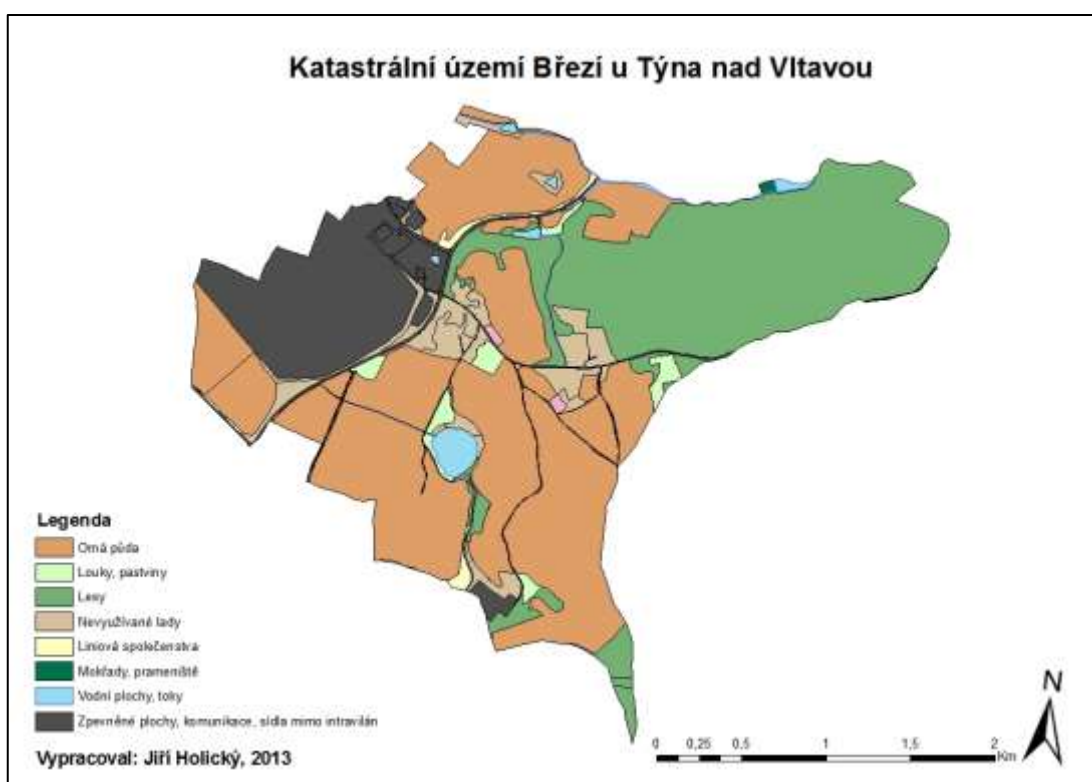 Katastrální území Březí u Týna nad Vltavou
Legenda
Orná půda
Louky, pastviny
Lesy
Nevyužívané lady
Liniová společenstva
Mokřady, prameniště
Vodní plochy, toky
Zpevněné plochy, komunikace, sídla mimo intravilán
Vypracoval: Jiří Holický, 2013
N
0 0,25 0,5 1 1,5 2
Km